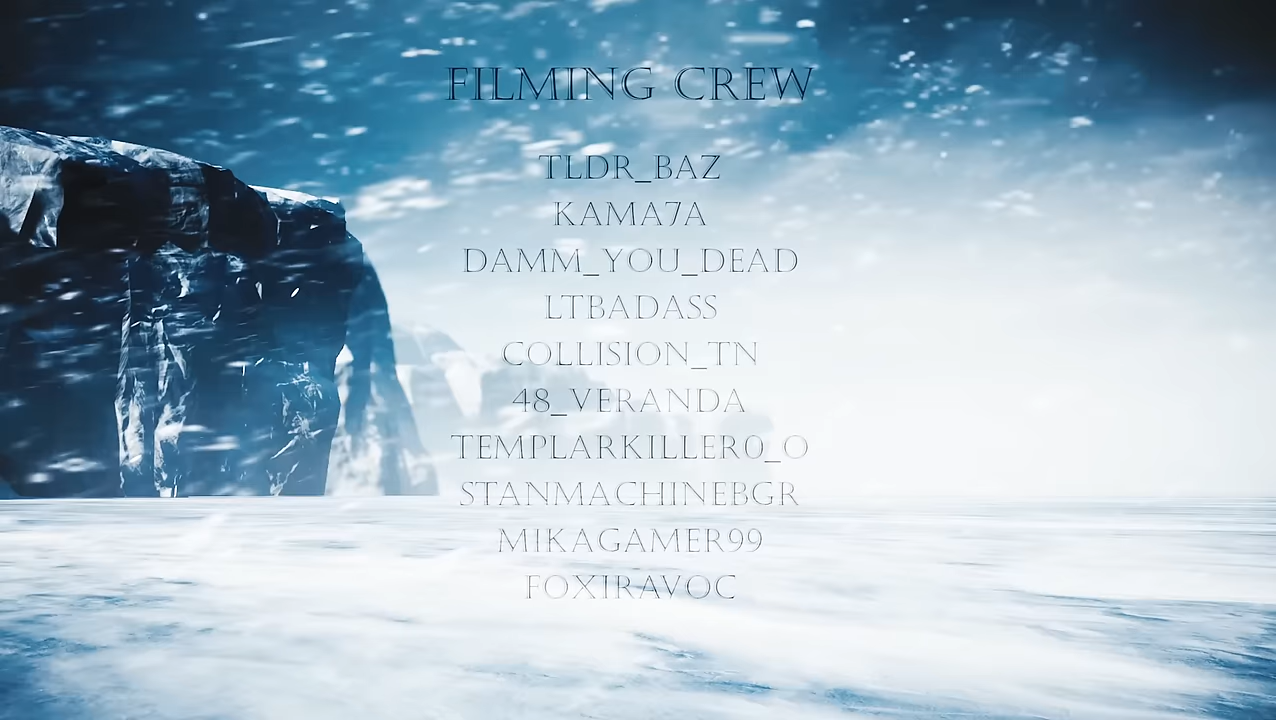 FILMING CREW
TLDR_BAZ
KAMA7A
DAMM_YOU_DEAD
LTBADASS
COLLISION_TN
48_VERANDA
TEMPLARKILLER0_O
STANMACHINEBGR
MIKAGAMER99
FOXIRAVOC